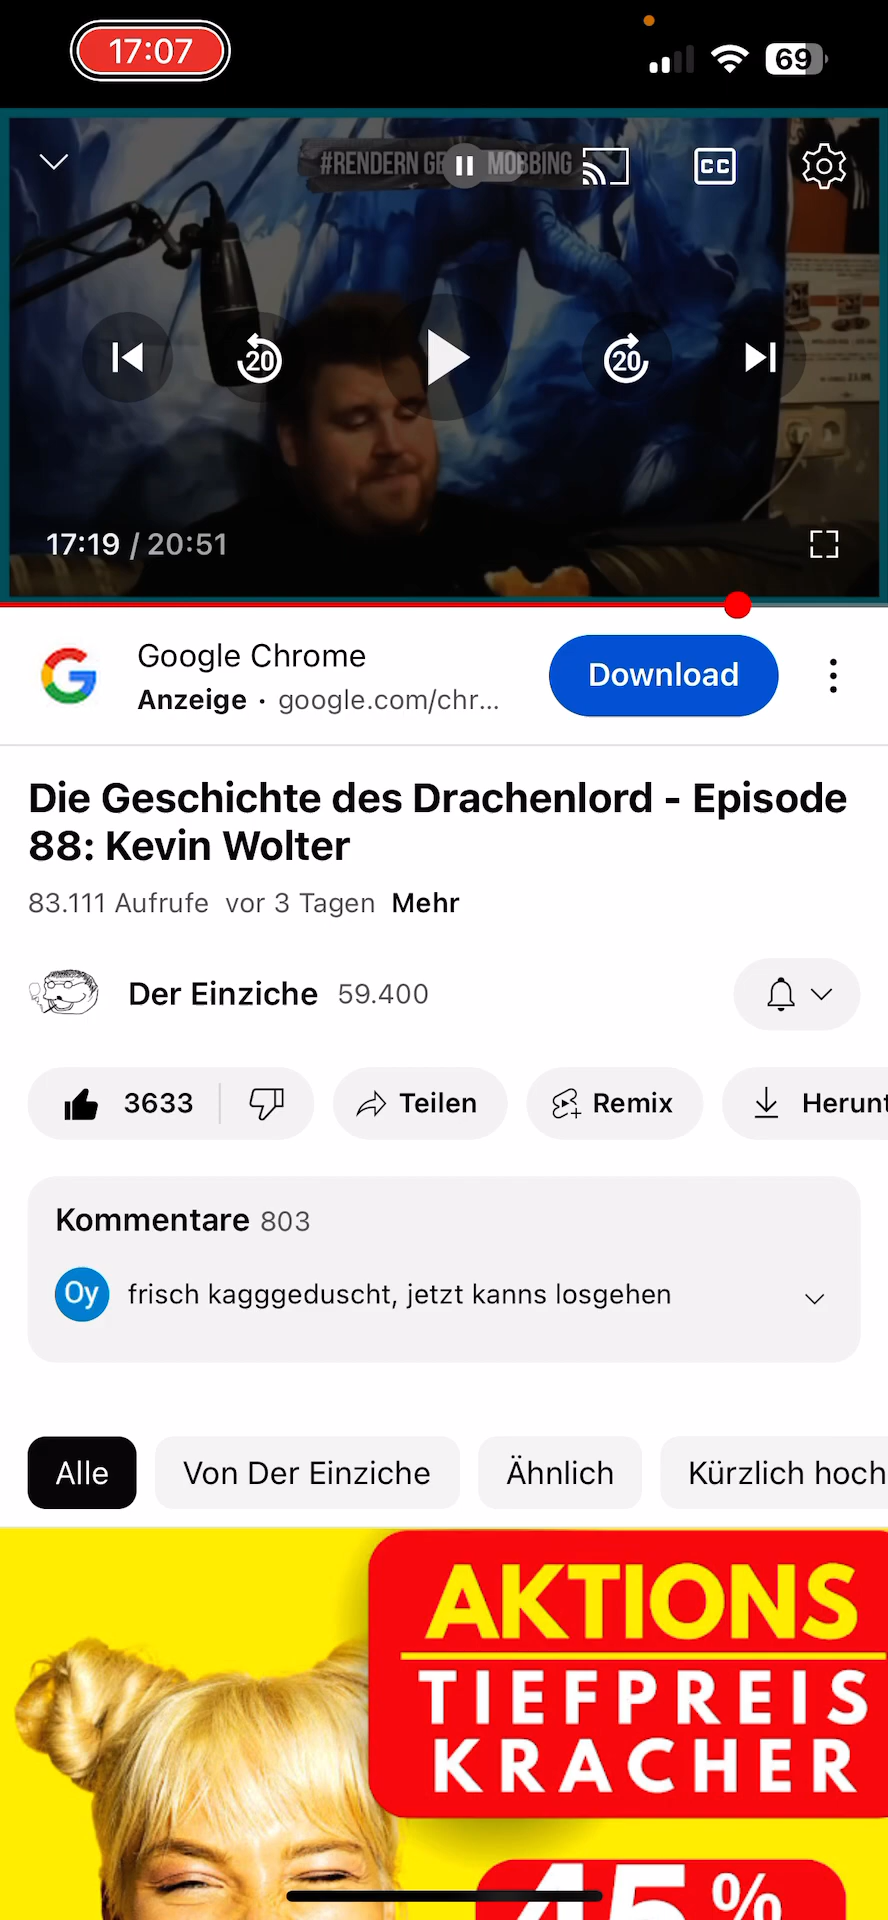 17:07
69
#RENDERN GE MOBBING
CC
20
20
17:19 / 20:51
Google Chrome
Anzeige · google.com/chr...
Download
Die Geschichte des Drachenlord - Episode
88: Kevin Wolter
83.111 Aufrufe vor 3 Tagen Mehr
Der Einziche 59.400
3633
Teilen
Remix
Herunt
Kommentare 803
Oy
frisch kagggeduscht, jetzt kanns losgehen
Alle
Von Der Einziche
Ähnlich
Kürzlich hoch
AKTIONS
TIEFPREIS
KRACHER
45%